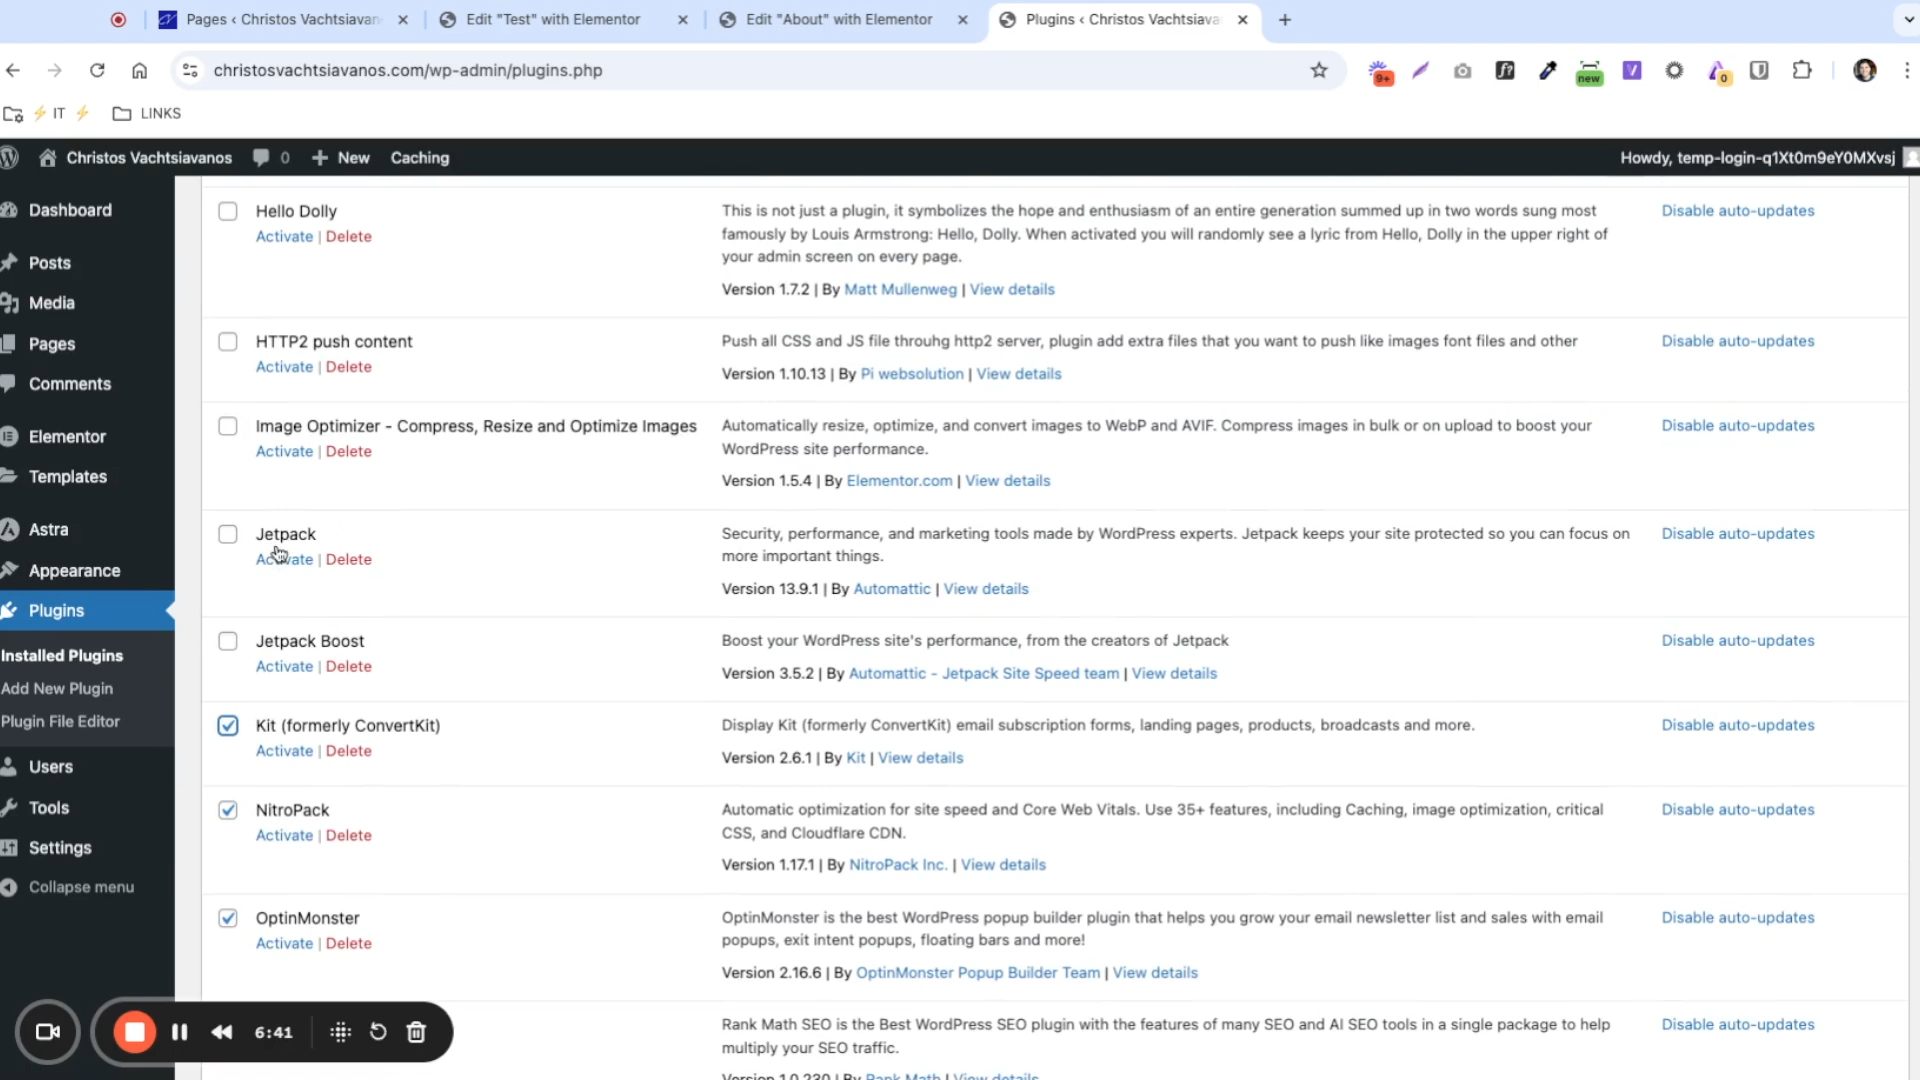 Pages ‹ Christos Vachtsiavan
Edit "Test" with Elementor
Edit "About" with Elementor
Plugins ‹ Christos Vachtsiava
christosvachtsiavanos.com/wp-admin/plugins.php
9+
f?
new
V
0
⚡ IT ⚡
LINKS
Christos Vachtsiavanos
0
New
Caching
Howdy, temp-login-q1Xt0m9eY0MXvsj
Dashboard
Posts
Media
Pages
Comments
Elementor
Templates
Astra
Appearance
Plugins
Installed Plugins
Add New Plugin
Plugin File Editor
Users
Tools
Settings
Collapse menu
Hello Dolly
Activate | Delete
This is not just a plugin, it symbolizes the hope and enthusiasm of an entire generation summed up in two words sung most
famously by Louis Armstrong: Hello, Dolly. When activated you will randomly see a lyric from Hello, Dolly in the upper right of
your admin screen on every page.
Version 1.7.2 | By Matt Mullenweg | View details
Disable auto-updates
HTTP2 push content
Activate | Delete
Push all CSS and JS file throuhg http2 server, plugin add extra files that you want to push like images font files and other
Version 1.10.13 | By Pi websolution | View details
Disable auto-updates
Image Optimizer - Compress, Resize and Optimize Images
Activate | Delete
Automatically resize, optimize, and convert images to WebP and AVIF. Compress images in bulk or on upload to boost your
WordPress site performance.
Version 1.5.4 | By Elementor.com | View details
Disable auto-updates
Jetpack
Activate | Delete
Security, performance, and marketing tools made by WordPress experts. Jetpack keeps your site protected so you can focus on
more important things.
Version 13.9.1 | By Automattic | View details
Disable auto-updates
Jetpack Boost
Activate | Delete
Boost your WordPress site's performance, from the creators of Jetpack
Version 3.5.2 | By Automattic - Jetpack Site Speed team | View details
Disable auto-updates
Kit (formerly ConvertKit)
Activate | Delete
Display Kit (formerly ConvertKit) email subscription forms, landing pages, products, broadcasts and more.
Version 2.6.1 | By Kit | View details
Disable auto-updates
NitroPack
Activate | Delete
Automatic optimization for site speed and Core Web Vitals. Use 35+ features, including Caching, image optimization, critical
CSS, and Cloudflare CDN.
Version 1.17.1 | By NitroPack Inc. | View details
Disable auto-updates
OptinMonster
Activate | Delete
OptinMonster is the best WordPress popup builder plugin that helps you grow your email newsletter list and sales with email
popups, exit intent popups, floating bars and more!
Version 2.16.6 | By OptinMonster Popup Builder Team | View details
Disable auto-updates
Rank Math SEO is the Best WordPress SEO plugin with the features of many SEO and AI SEO tools in a single package to help
multiply your SEO traffic.
Version 1.0.230 | By Rank Math | View details
Disable auto-updates
6:41